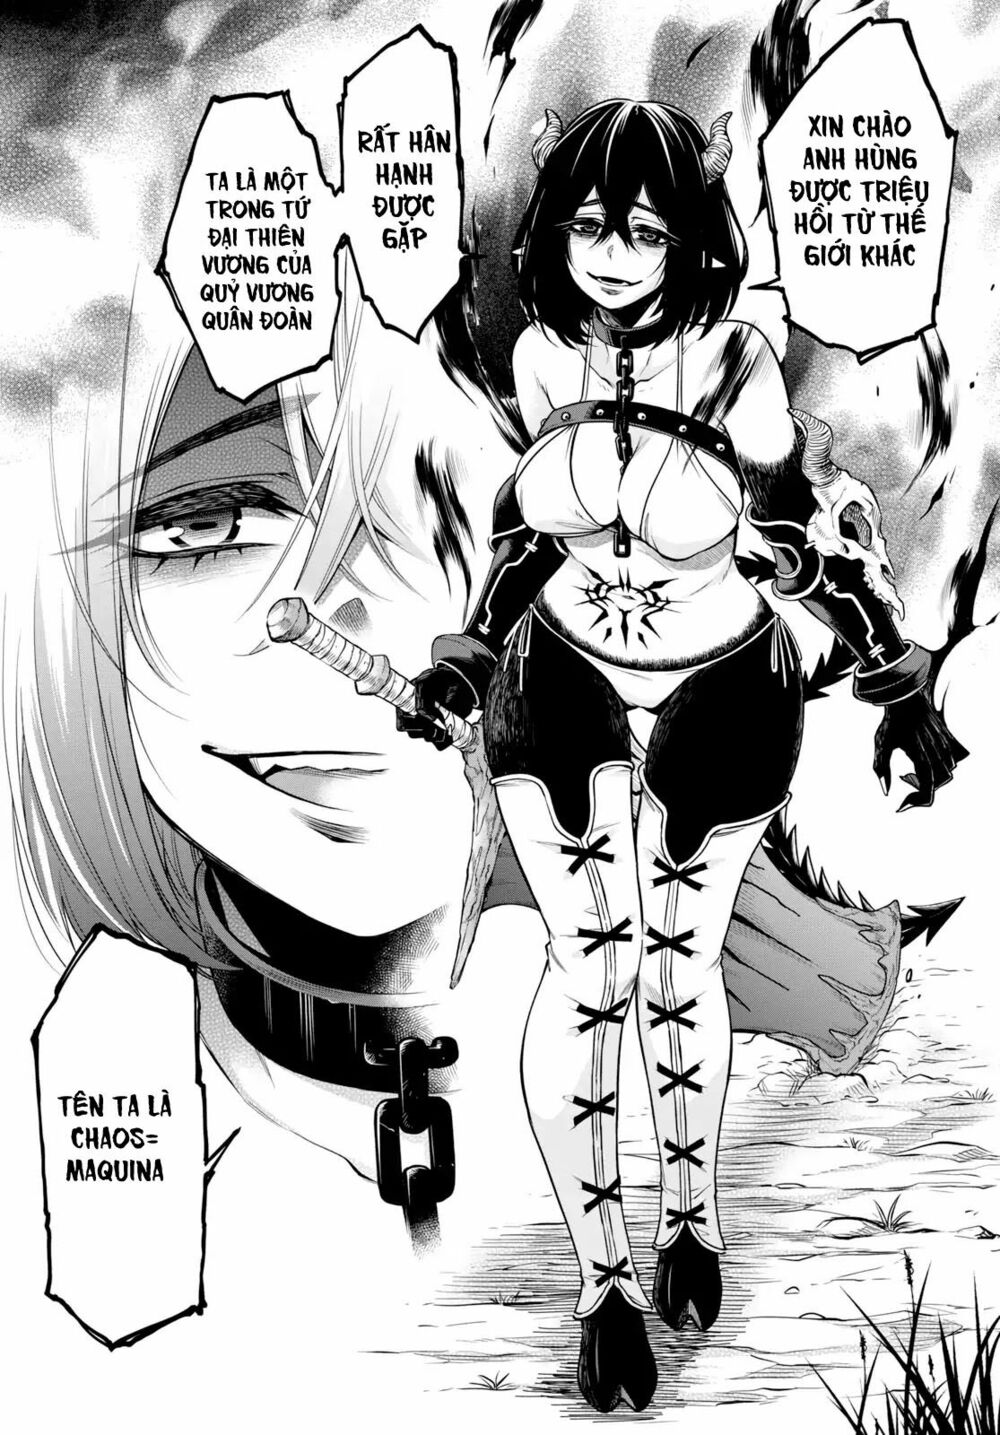 XIN CHÀO
ANH HÙNG
ĐƯỢC TRIỆU
HỒI TỪ THẾ
GIỚI KHÁC
RẤT HÂN
HẠNH
ĐƯỢC
GẶP
TA LÀ MỘT
TRONG TỨ
ĐẠI THIÊN
VƯƠNG CỦA
QUỶ VƯƠNG
QUÂN ĐOÀN
TÊN TA LÀ
CHAOS=
MAQUINA